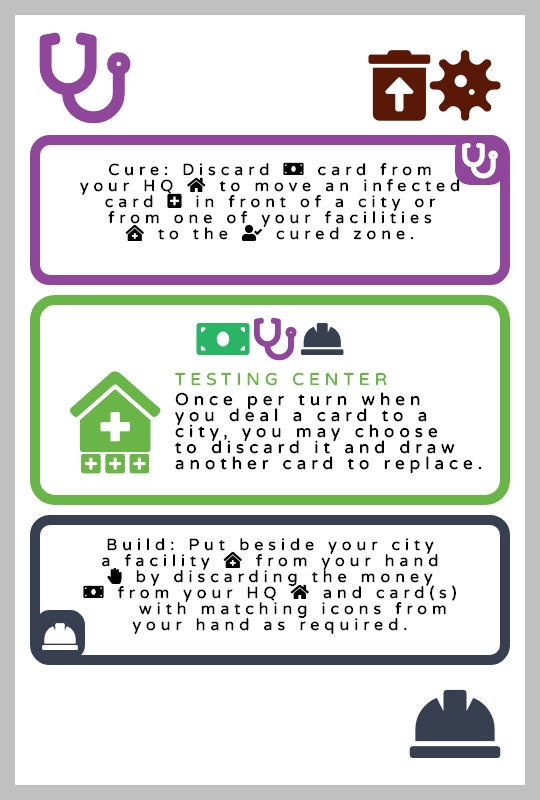 Cure: Discard card from
your HQ to move an infected
card in front of a city or
from one of your facilities
to the cured zone.
TESTING CENTER
Once per turn when
you deal a card to a
city, you may choose
to discard it and draw
another card to replace.
Build: Put beside your city
a facility from your hand
by discarding the money
from your HQ and card(s)
with matching icons from
your hand as required.